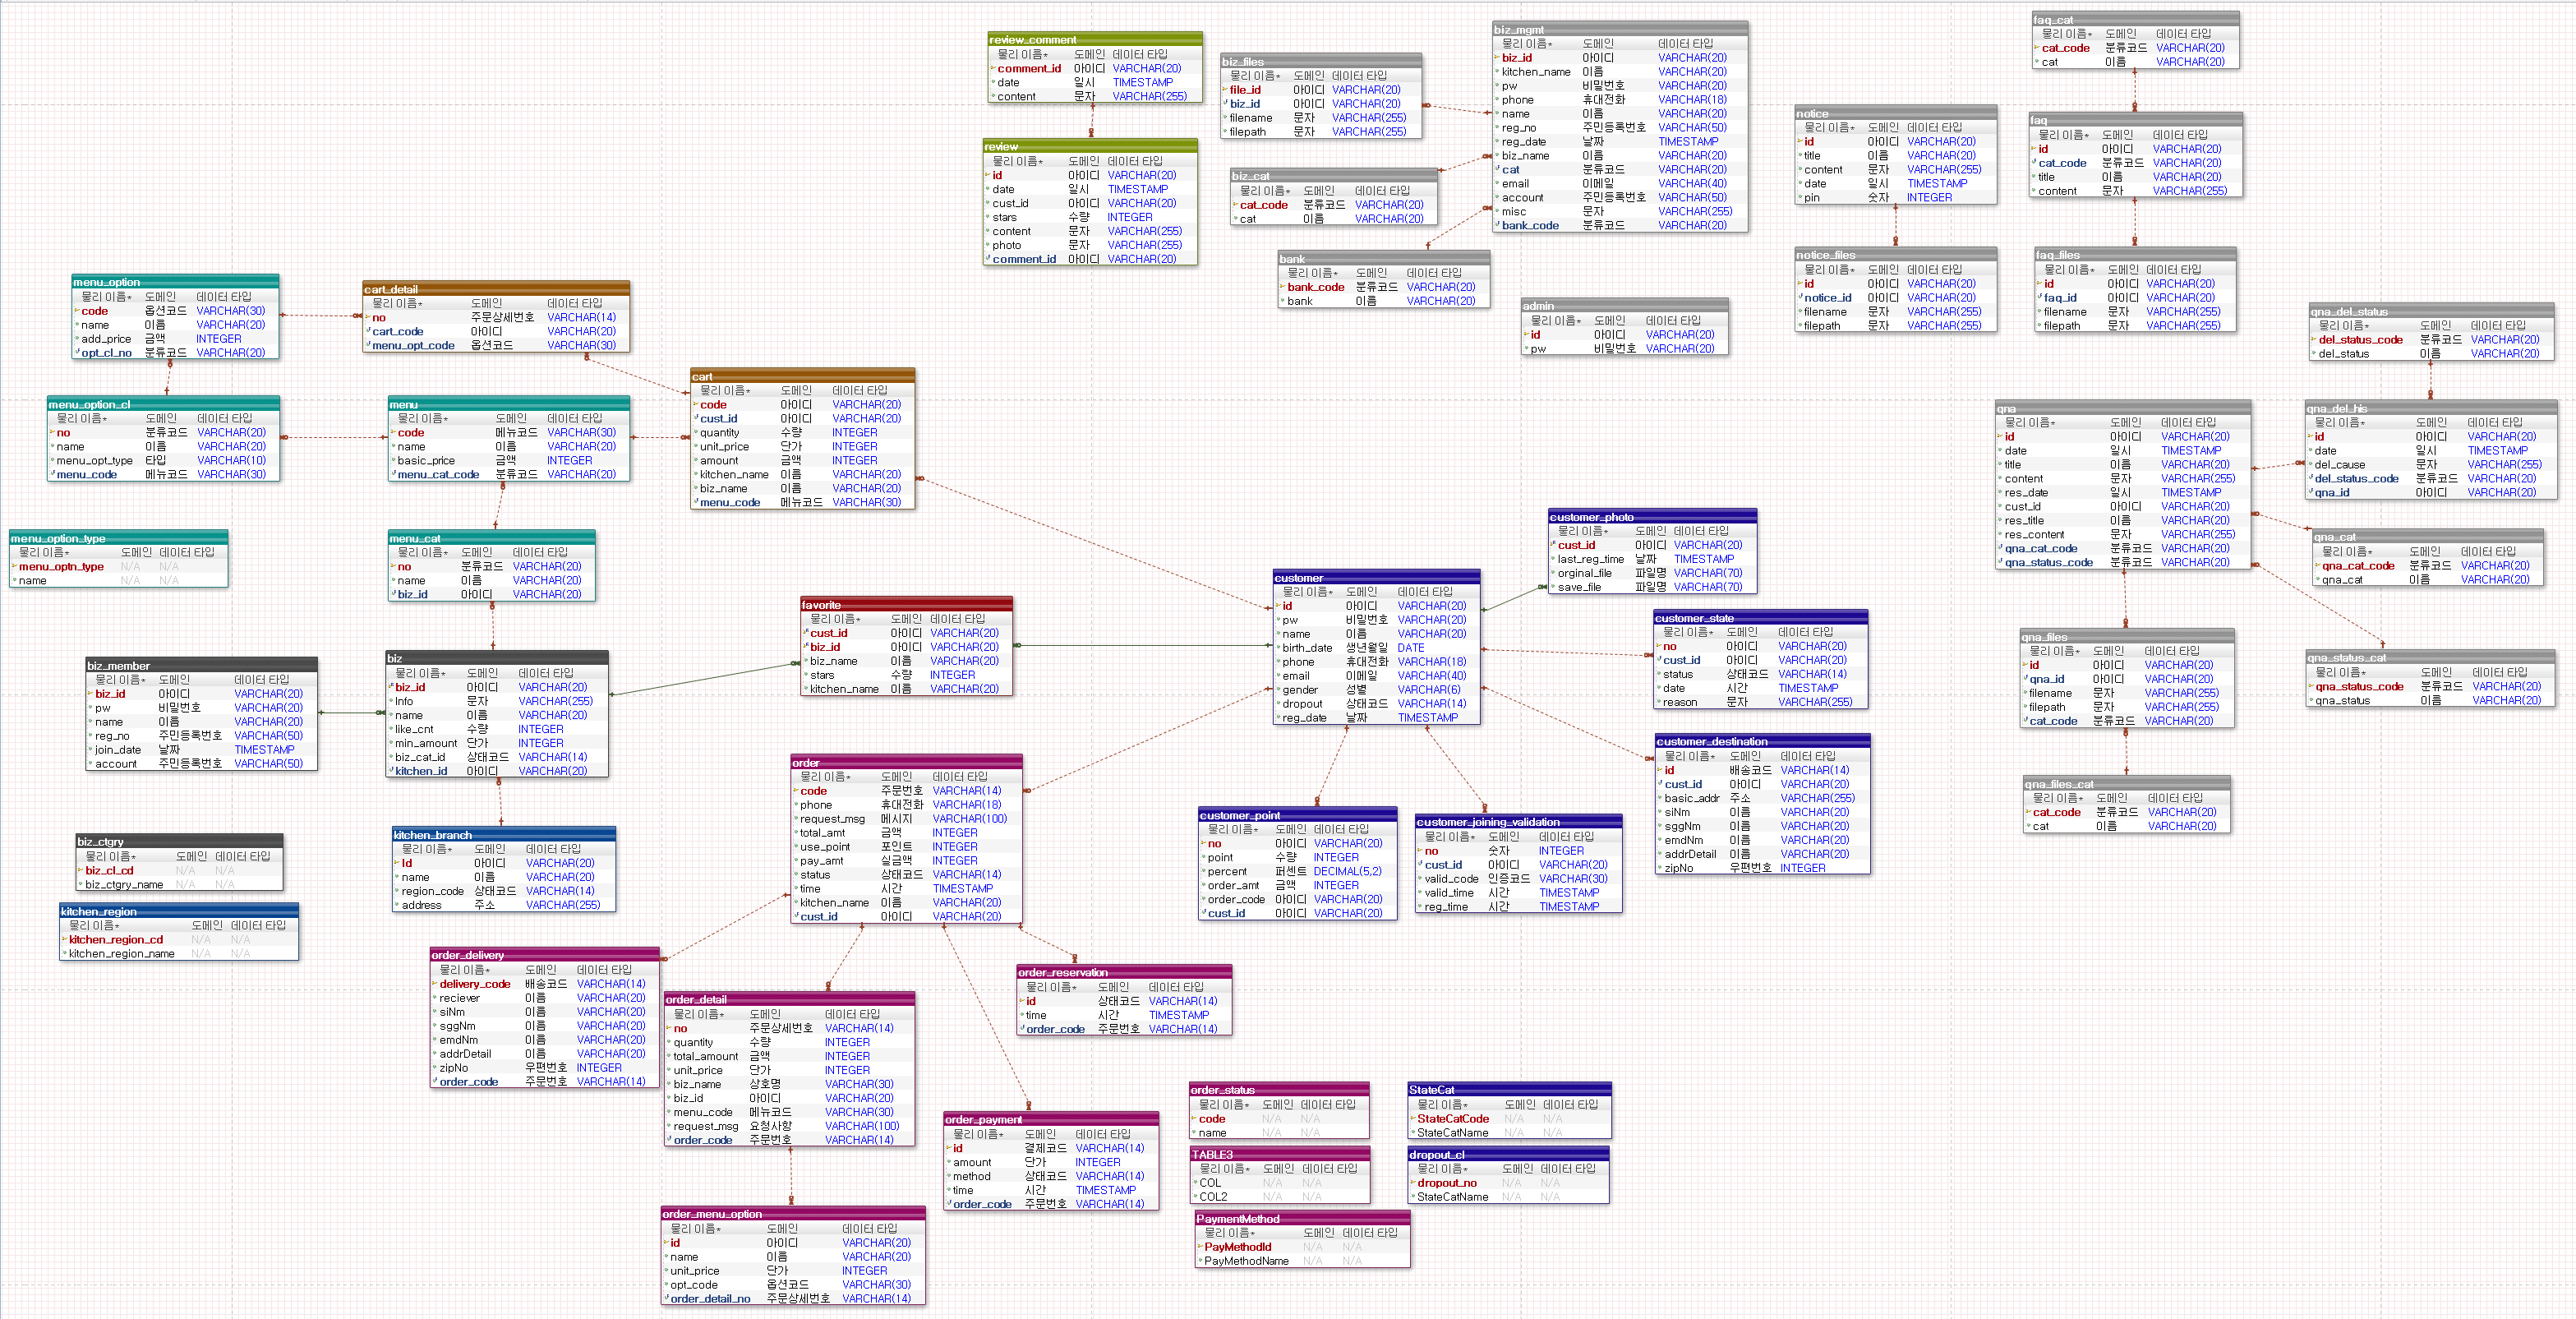 review_comment
물리 이름* 도메인 데이터 타입
comment_id 아이디 VARCHAR(20)
date 일시 TIMESTAMP
content 문자 VARCHAR(255)
review
물리 이름* 도메인 데이터 타입
id 아이디 VARCHAR(20)
date 일시 TIMESTAMP
cust_id 아이디 VARCHAR(20)
stars 수량 INTEGER
content 문자 VARCHAR(255)
photo 문자 VARCHAR(255)
comment_id 아이디 VARCHAR(20)
biz_files
물리 이름* 도메인 데이터 타입
file_id 아이디 VARCHAR(20)
biz_id 아이디 VARCHAR(20)
filename 문자 VARCHAR(255)
filepath 문자 VARCHAR(255)
biz_cat
물리 이름* 도메인 데이터 타입
cat_code 분류코드 VARCHAR(20)
cat 이름 VARCHAR(20)
bank
물리 이름* 도메인 데이터 타입
bank_code 분류코드 VARCHAR(20)
bank 이름 VARCHAR(20)
biz_mgmt
물리 이름* 도메인 데이터 타입
biz_id 아이디 VARCHAR(20)
kitchen_name 이름 VARCHAR(20)
pw 비밀번호 VARCHAR(20)
phone 휴대전화 VARCHAR(18)
name 이름 VARCHAR(20)
reg_no 주민등록번호 VARCHAR(50)
reg_date 날짜 TIMESTAMP
biz_name 이름 VARCHAR(20)
cat 분류코드 VARCHAR(20)
email 이메일 VARCHAR(40)
account 주민등록번호 VARCHAR(50)
misc 문자 VARCHAR(255)
bank_code 분류코드 VARCHAR(20)
admin
물리 이름* 도메인 데이터 타입
id 아이디 VARCHAR(20)
pw 비밀번호 VARCHAR(20)
notice
물리 이름* 도메인 데이터 타입
id 아이디 VARCHAR(20)
title 이름 VARCHAR(20)
content 문자 VARCHAR(255)
date 일시 TIMESTAMP
pin 숫자 INTEGER
notice_files
물리 이름* 도메인 데이터 타입
id 아이디 VARCHAR(20)
notice_id 아이디 VARCHAR(20)
filename 문자 VARCHAR(255)
filepath 문자 VARCHAR(255)
faq_cat
물리 이름* 도메인 데이터 타입
cat_code 분류코드 VARCHAR(20)
cat 이름 VARCHAR(20)
faq
물리 이름* 도메인 데이터 타입
id 아이디 VARCHAR(20)
cat_code 분류코드 VARCHAR(20)
title 이름 VARCHAR(20)
content 문자 VARCHAR(255)
faq_files
물리 이름* 도메인 데이터 타입
id 아이디 VARCHAR(20)
faq_id 아이디 VARCHAR(20)
filename 문자 VARCHAR(255)
filepath 문자 VARCHAR(255)
qna_del_status
물리 이름* 도메인 데이터 타입
del_status_code 분류코드 VARCHAR(20)
del_status 이름 VARCHAR(20)
qna
물리 이름* 도메인 데이터 타입
id 아이디 VARCHAR(20)
date 일시 TIMESTAMP
title 이름 VARCHAR(20)
content 문자 VARCHAR(255)
res_date 일시 TIMESTAMP
cust_id 아이디 VARCHAR(20)
res_title 이름 VARCHAR(20)
res_content 문자 VARCHAR(255)
qna_cat_code 분류코드 VARCHAR(20)
qna_status_code 분류코드 VARCHAR(20)
qna_del_his
물리 이름* 도메인 데이터 타입
id 아이디 VARCHAR(20)
date 일시 TIMESTAMP
del_cause 문자 VARCHAR(255)
del_status_code 분류코드 VARCHAR(20)
qna_id 아이디 VARCHAR(20)
qna_cat
물리 이름* 도메인 데이터 타입
qna_cat_code 분류코드 VARCHAR(20)
qna_cat 이름 VARCHAR(20)
qna_files
물리 이름* 도메인 데이터 타입
id 아이디 VARCHAR(20)
qna_id 아이디 VARCHAR(20)
filename 문자 VARCHAR(255)
filepath 문자 VARCHAR(255)
cat_code 분류코드 VARCHAR(20)
qna_status_cat
물리 이름* 도메인 데이터 타입
qna_status_code 분류코드 VARCHAR(20)
qna_status 이름 VARCHAR(20)
qna_files_cat
물리 이름* 도메인 데이터 타입
cat_code 분류코드 VARCHAR(20)
cat 이름 VARCHAR(20)
menu_option
물리 이름* 도메인 데이터 타입
code 옵션코드 VARCHAR(30)
name 이름 VARCHAR(20)
add_price 금액 INTEGER
opt_cl_no 분류코드 VARCHAR(20)
cart_detail
물리 이름* 도메인 데이터 타입
no 주문상세번호 VARCHAR(14)
cart_code 아이디 VARCHAR(20)
menu_opt_code 옵션코드 VARCHAR(30)
cart
물리 이름* 도메인 데이터 타입
code 아이디 VARCHAR(20)
cust_id 아이디 VARCHAR(20)
quantity 수량 INTEGER
unit_price 단가 INTEGER
amount 금액 INTEGER
kitchen_name 이름 VARCHAR(20)
biz_name 이름 VARCHAR(20)
menu_code 메뉴코드 VARCHAR(30)
menu_option_cl
물리 이름* 도메인 데이터 타입
no 분류코드 VARCHAR(20)
name 이름 VARCHAR(20)
menu_opt_type 타입 VARCHAR(10)
menu_code 메뉴코드 VARCHAR(30)
menu
물리 이름* 도메인 데이터 타입
code 메뉴코드 VARCHAR(30)
name 이름 VARCHAR(20)
basic_price 금액 INTEGER
menu_cat_code 분류코드 VARCHAR(20)
menu_option_type
물리 이름* 도메인 데이터 타입
menu_optn_type N/A N/A
name N/A N/A
menu_cat
물리 이름* 도메인 데이터 타입
no 분류코드 VARCHAR(20)
name 이름 VARCHAR(20)
biz_id 아이디 VARCHAR(20)
biz_member
물리 이름* 도메인 데이터 타입
biz_id 아이디 VARCHAR(20)
pw 비밀번호 VARCHAR(20)
name 이름 VARCHAR(20)
reg_no 주민등록번호 VARCHAR(50)
join_date 날짜 TIMESTAMP
account 주민등록번호 VARCHAR(50)
biz
물리 이름* 도메인 데이터 타입
biz_id 아이디 VARCHAR(20)
Info 문자 VARCHAR(255)
name 이름 VARCHAR(20)
like_cnt 수량 INTEGER
min_amount 단가 INTEGER
biz_cat_id 상태코드 VARCHAR(14)
kitchen_id 아이디 VARCHAR(20)
favorite
물리 이름* 도메인 데이터 타입
cust_id 아이디 VARCHAR(20)
biz_id 아이디 VARCHAR(20)
biz_name 이름 VARCHAR(20)
stars 수량 INTEGER
kitchen_name 이름 VARCHAR(20)
customer
물리 이름* 도메인 데이터 타입
id 아이디 VARCHAR(20)
pw 비밀번호 VARCHAR(20)
name 이름 VARCHAR(20)
birth_date 생년월일 DATE
phone 휴대전화 VARCHAR(18)
email 이메일 VARCHAR(40)
gender 성별 VARCHAR(6)
dropout 상태코드 VARCHAR(14)
reg_date 날짜 TIMESTAMP
customer_photo
물리 이름* 도메인 데이터 타입
cust_id 아이디 VARCHAR(20)
last_reg_time 날짜 TIMESTAMP
orginal_file 파일명 VARCHAR(70)
save_file 파일명 VARCHAR(70)
customer_state
물리 이름* 도메인 데이터 타입
no 아이디 VARCHAR(20)
cust_id 아이디 VARCHAR(20)
status 상태코드 VARCHAR(14)
date 시간 TIMESTAMP
reason 문자 VARCHAR(255)
customer_destination
물리 이름* 도메인 데이터 타입
id 배송코드 VARCHAR(14)
cust_id 아이디 VARCHAR(20)
basic_addr 주소 VARCHAR(255)
siNm 이름 VARCHAR(20)
sggNm 이름 VARCHAR(20)
emdNm 이름 VARCHAR(20)
addrDetail 이름 VARCHAR(20)
zipNo 우편번호 INTEGER
customer_point
물리 이름* 도메인 데이터 타입
no 아이디 VARCHAR(20)
point 수량 INTEGER
percent 퍼센트 DECIMAL(5,2)
order_amt 금액 INTEGER
order_code 아이디 VARCHAR(20)
cust_id 아이디 VARCHAR(20)
customer_joining_validation
물리 이름* 도메인 데이터 타입
no 숫자 INTEGER
cust_id 아이디 VARCHAR(20)
valid_code 인증코드 VARCHAR(30)
valid_time 시간 TIMESTAMP
reg_time 시간 TIMESTAMP
order
물리 이름* 도메인 데이터 타입
code 주문번호 VARCHAR(14)
phone 휴대전화 VARCHAR(18)
request_msg 메시지 VARCHAR(100)
total_amt 금액 INTEGER
use_point 포인트 INTEGER
pay_amt 실금액 INTEGER
status 상태코드 VARCHAR(14)
time 시간 TIMESTAMP
kitchen_name 이름 VARCHAR(20)
cust_id 아이디 VARCHAR(20)
biz_ctgry
물리 이름* 도메인 데이터 타입
biz_cl_cd N/A N/A
biz_ctgry_name N/A N/A
kitchen_branch
물리 이름* 도메인 데이터 타입
Id 아이디 VARCHAR(20)
name 이름 VARCHAR(20)
region_code 상태코드 VARCHAR(14)
address 주소 VARCHAR(255)
kitchen_region
물리 이름* 도메인 데이터 타입
kitchen_region_cd N/A N/A
kitchen_region_name N/A N/A
order_delivery
물리 이름* 도메인 데이터 타입
delivery_code 배송코드 VARCHAR(14)
reciever 이름 VARCHAR(20)
siNm 이름 VARCHAR(20)
sggNm 이름 VARCHAR(20)
emdNm 이름 VARCHAR(20)
addrDetail 이름 VARCHAR(20)
zipNo 우편번호 INTEGER
order_code 주문번호 VARCHAR(14)
order_detail
물리 이름* 도메인 데이터 타입
no 주문상세번호 VARCHAR(14)
quantity 수량 INTEGER
total_amount 금액 INTEGER
unit_price 단가 INTEGER
biz_name 상호명 VARCHAR(30)
biz_id 아이디 VARCHAR(20)
menu_code 메뉴코드 VARCHAR(30)
request_msg 요청사항 VARCHAR(100)
order_code 주문번호 VARCHAR(14)
order_reservation
물리 이름* 도메인 데이터 타입
id 상태코드 VARCHAR(14)
time 시간 TIMESTAMP
order_code 주문번호 VARCHAR(14)
order_payment
물리 이름* 도메인 데이터 타입
id 결제코드 VARCHAR(14)
amount 단가 INTEGER
method 상태코드 VARCHAR(14)
time 시간 TIMESTAMP
order_code 주문번호 VARCHAR(14)
order_menu_option
물리 이름* 도메인 데이터 타입
id 아이디 VARCHAR(20)
name 이름 VARCHAR(20)
unit_price 단가 INTEGER
opt_code 옵션코드 VARCHAR(30)
order_detail_no 주문상세번호 VARCHAR(14)
order_status
물리 이름* 도메인 데이터 타입
code N/A N/A
name N/A N/A
StateCat
물리 이름* 도메인 데이터 타입
StateCatCode N/A N/A
StateCatName N/A N/A
TABLE3
물리 이름* 도메인 데이터 타입
COL N/A N/A
COL2 N/A N/A
dropout_cl
물리 이름* 도메인 데이터 타입
dropout_no N/A N/A
StateCatName N/A N/A
PaymentMethod
물리 이름* 도메인 데이터 타입
PayMethodId N/A N/A
PayMethodName N/A N/A